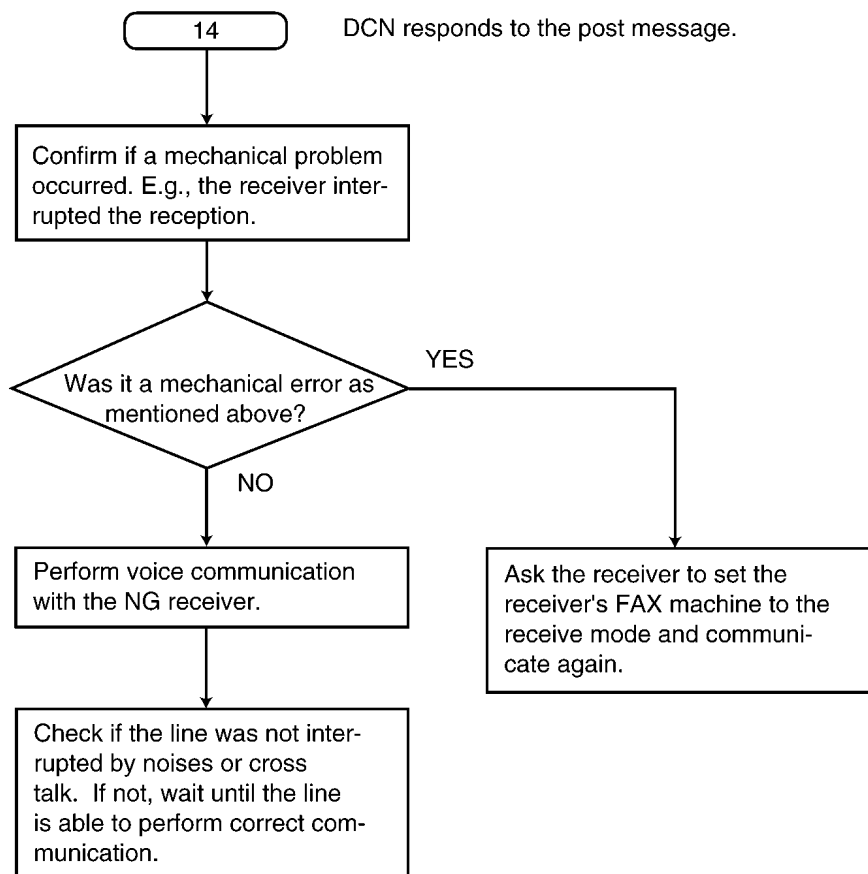 14
DCN responds to the post message.
Confirm if a mechanical problem
occurred. E.g., the receiver inter-
rupted the reception.
Was it a mechanical error as
mentioned above?
YES
NO
Perform voice communication
with the NG receiver.
Ask the receiver to set the
receiver's FAX machine to the
receive mode and communi-
cate again.
Check if the line was not inter-
rupted by noises or cross
talk.  If not, wait until the line
is able to perform correct com-
munication.